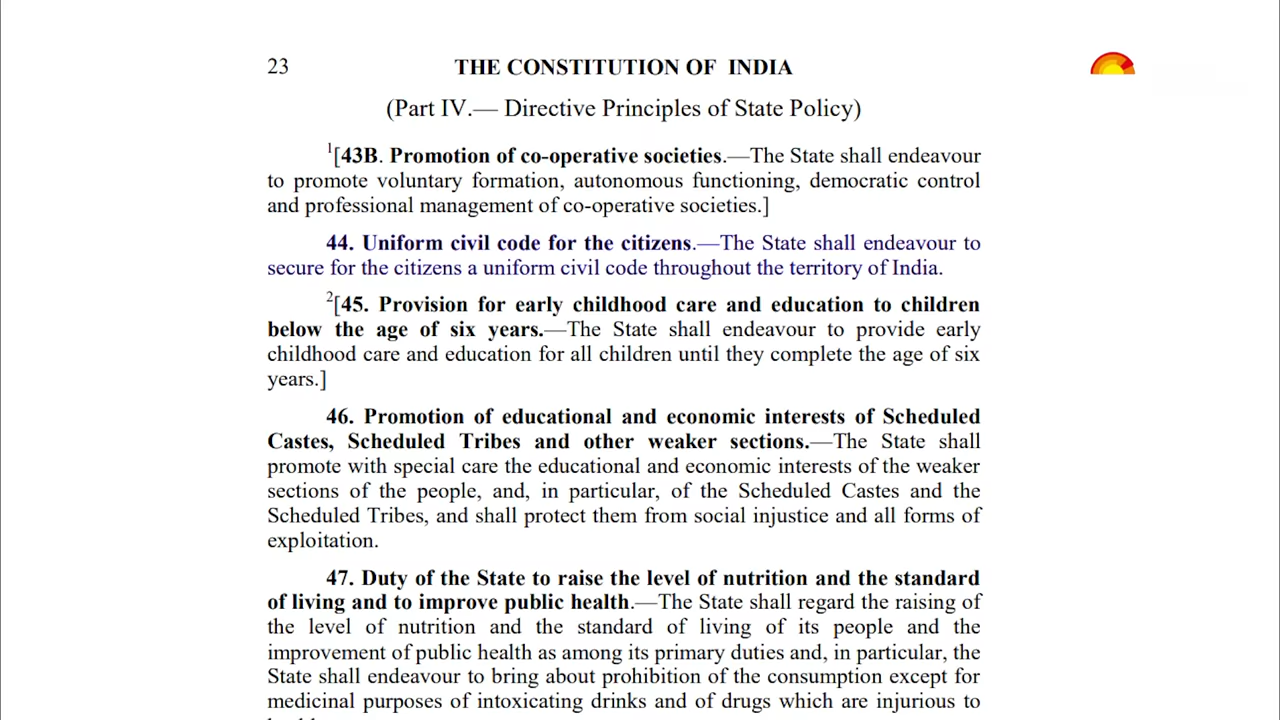 23 THE CONSTITUTION OF INDIA
(Part IV.— Directive Principles of State Policy)
1[43B. Promotion of co-operative societies.—The State shall endeavour
to promote voluntary formation, autonomous functioning, democratic control
and professional management of co-operative societies.]
44. Uniform civil code for the citizens.—The State shall endeavour to
secure for the citizens a uniform civil code throughout the territory of India.
2[45. Provision for early childhood care and education to children
below the age of six years.—The State shall endeavour to provide early
childhood care and education for all children until they complete the age of six
years.]
46. Promotion of educational and economic interests of Scheduled
Castes, Scheduled Tribes and other weaker sections.—The State shall
promote with special care the educational and economic interests of the weaker
sections of the people, and, in particular, of the Scheduled Castes and the
Scheduled Tribes, and shall protect them from social injustice and all forms of
exploitation.
47. Duty of the State to raise the level of nutrition and the standard
of living and to improve public health.—The State shall regard the raising of
the level of nutrition and the standard of living of its people and the
improvement of public health as among its primary duties and, in particular, the
State shall endeavour to bring about prohibition of the consumption except for
medicinal purposes of intoxicating drinks and of drugs which are injurious to